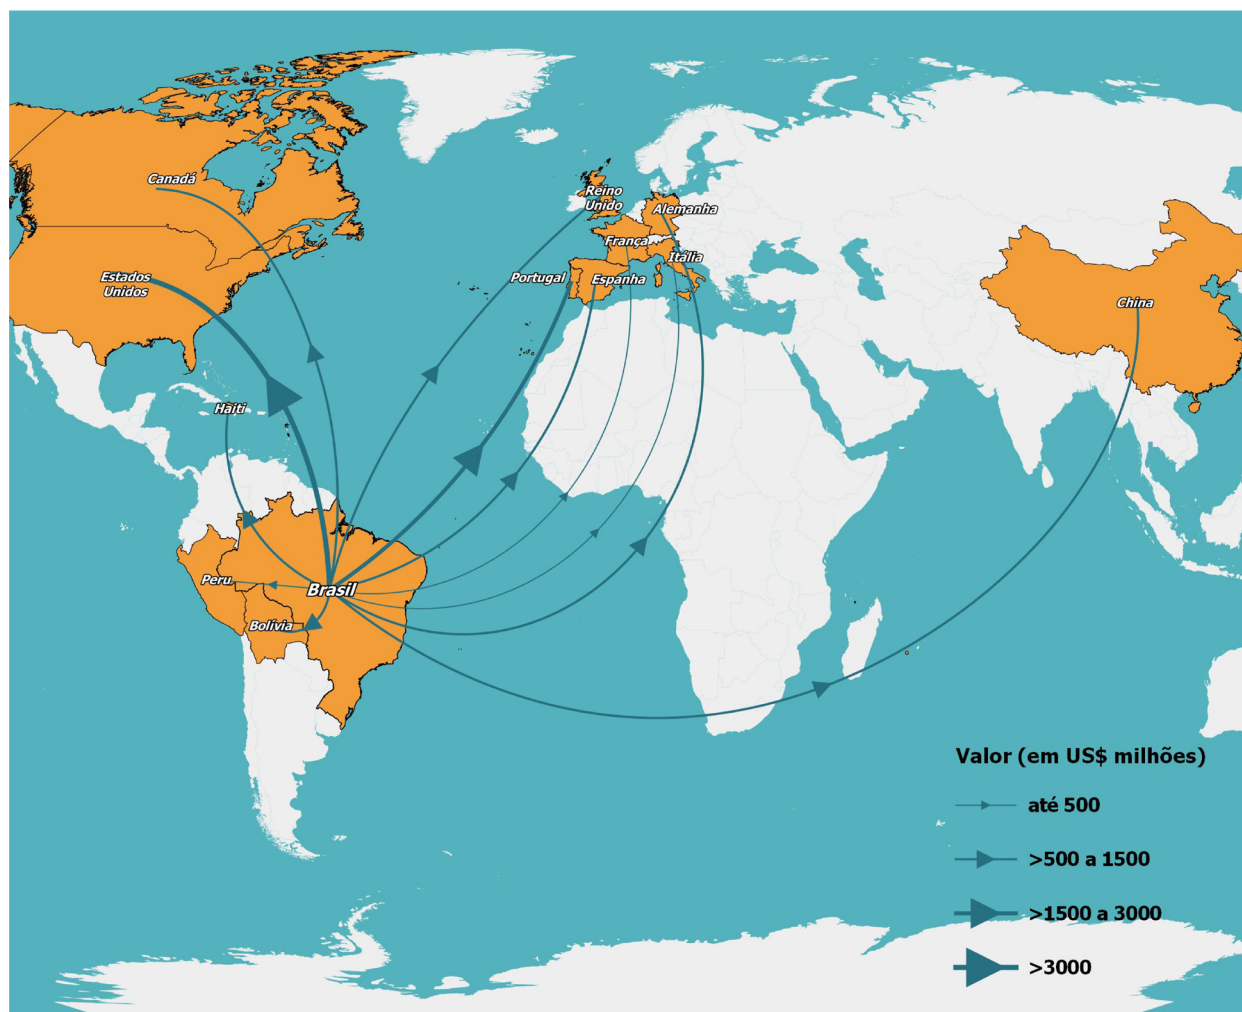 Canadá
Reino
Unido
Alemanha
França
Itália
Estados
Unidos
Portugal
Espanha
China
Hàiti
Peru
Brasil
Bolívia
Valor (em US$ milhões)
até 500
>500 a 1500
>1500 a 3000
>3000